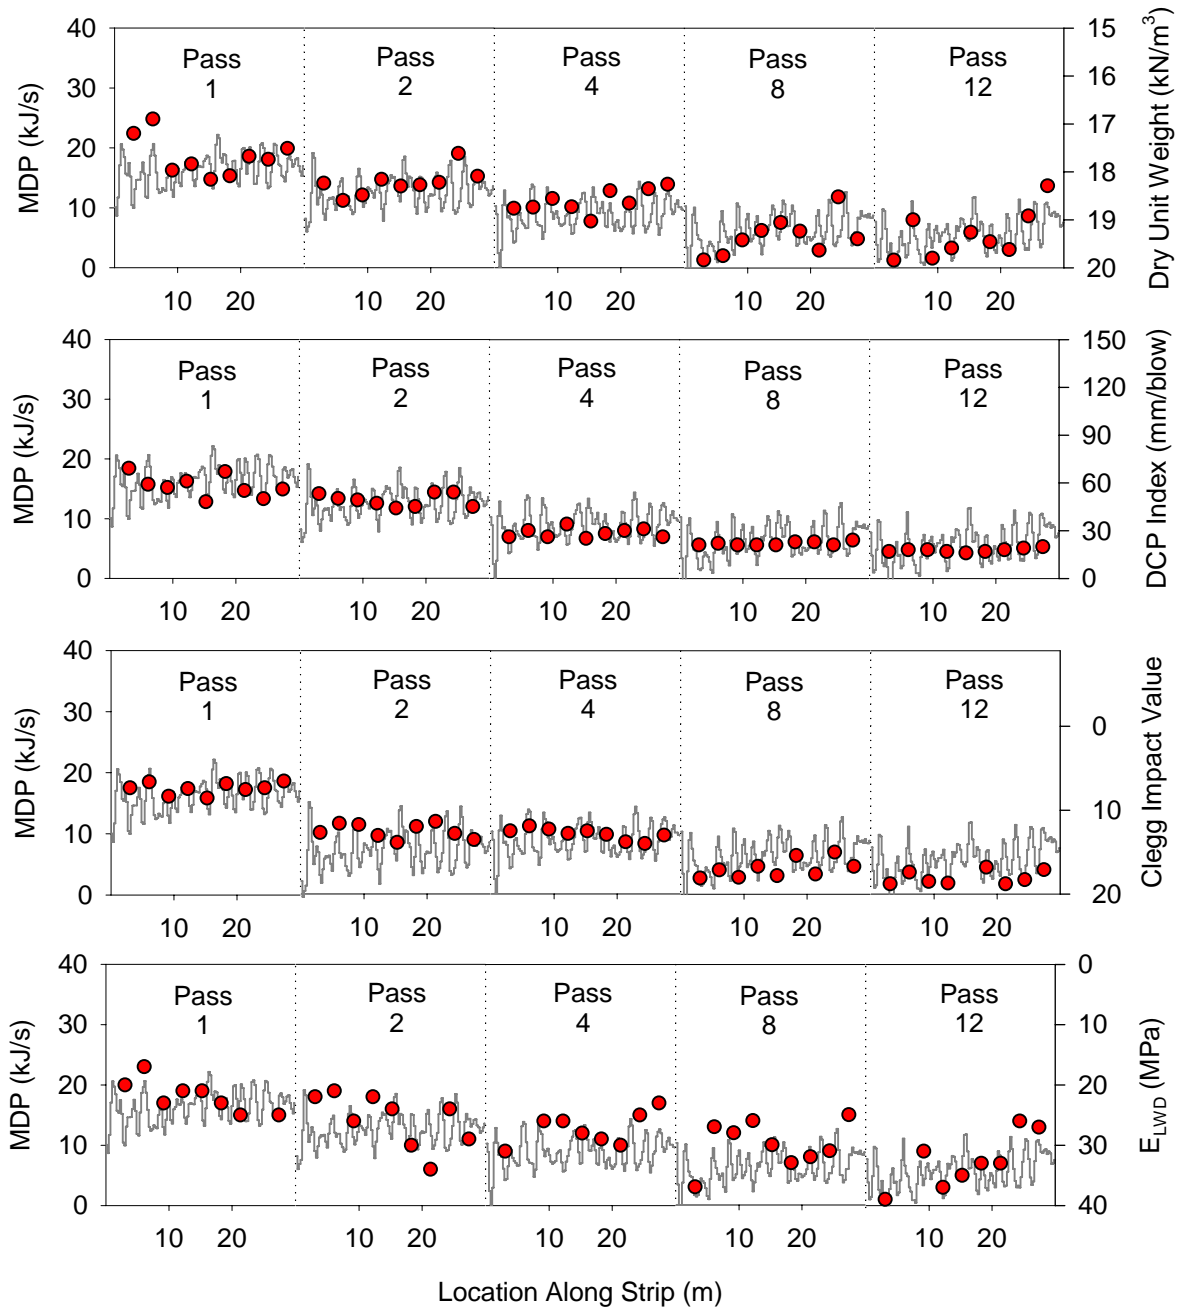 MDP (kJ/s)
40
30
20
10
0
Pass
1
Pass
2
Pass
4
Pass
8
Pass
12
15
16
17
18
19
20
Dry Unit Weight (kN/m³)
10 20 10 20 10 20 10 20 10 20
MDP (kJ/s)
40
30
20
10
0
Pass
1
Pass
2
Pass
4
Pass
8
Pass
12
150
120
90
60
30
0
DCP Index (mm/blow)
10 20 10 20 10 20 10 20 10 20
MDP (kJ/s)
40
30
20
10
0
Pass
1
Pass
2
Pass
4
Pass
8
Pass
12
0
10
20
Clegg Impact Value
10 20 10 20 10 20 10 20 10 20
MDP (kJ/s)
40
30
20
10
0
Pass
1
Pass
2
Pass
4
Pass
8
Pass
12
0
10
20
30
40
E_LWD (MPa)
10 20 10 20 10 20 10 20 10 20
Location Along Strip (m)